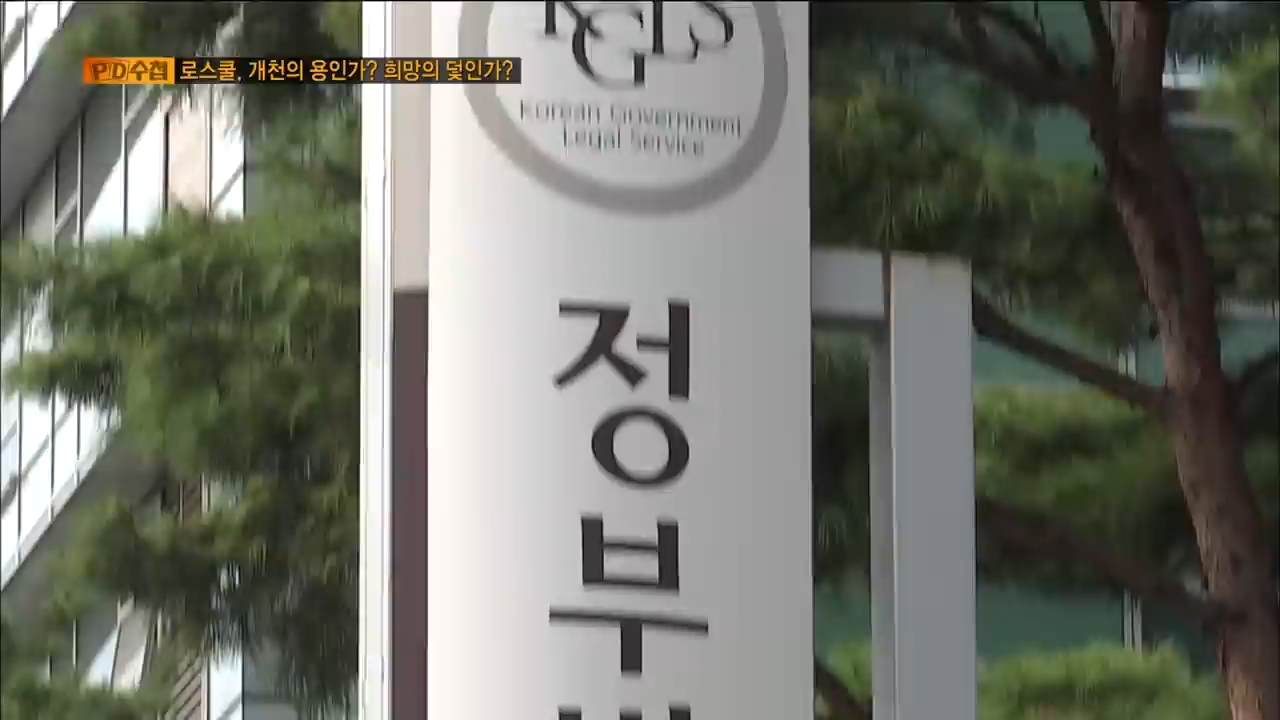 PD수첩 로스쿨, 개천의 용인가? 희망의 덫인가?
KGLS
Korean Government
Legal Service
정부